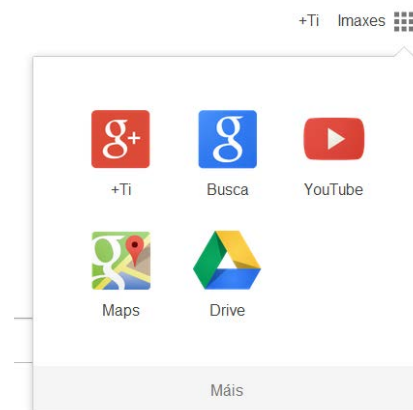 +Ti Imaxes
g+ g
+Ti Busca YouTube
g
Maps Drive
Máis